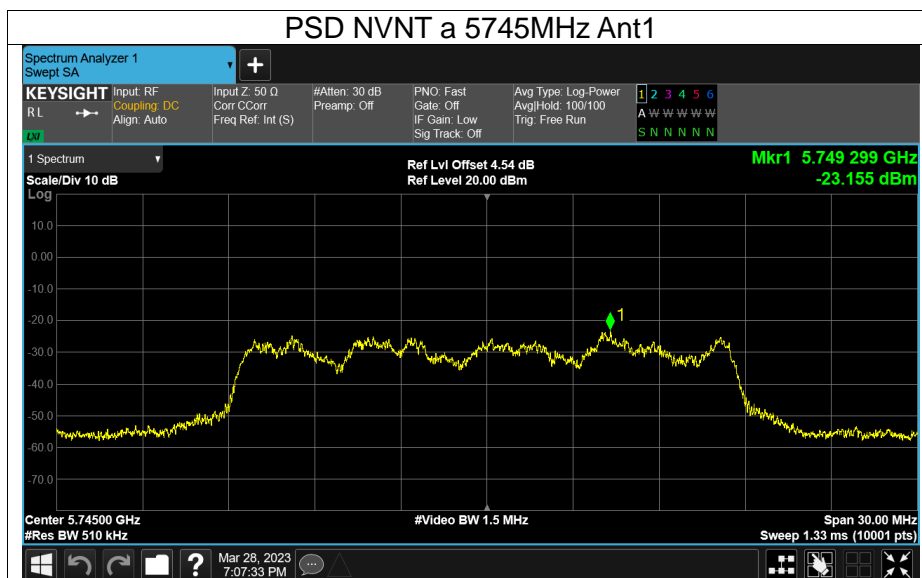 PSD NVNT a 5745MHz Ant1
Spectrum Analyzer 1
Swept SA
KEYSIGHT
R L
LXI
Input: RF
Coupling: DC
Align: Auto
Input Z: 50 Ω
Corr CCorr
Freq Ref: Int (S)
#Atten: 30 dB
Preamp: Off
PNO: Fast
Gate: Off
IF Gain: Low
Sig Track: Off
Avg Type: Log-Power
Avg|Hold: 100/100
Trig: Free Run
1 2 3 4 5 6
A W W W W W
S N N N N N
1 Spectrum
Scale/Div 10 dB
Log
Ref Lvl Offset 4.54 dB
Ref Level 20.00 dBm
Mkr1 5.749 299 GHz
-23.155 dBm
10.0
0.00
-10.0
-20.0
-30.0
-40.0
-50.0
-60.0
-70.0
1
Center 5.74500 GHz
#Res BW 510 kHz
#Video BW 1.5 MHz
Span 30.00 MHz
Sweep 1.33 ms (10001 pts)
?
Mar 28, 2023
7:07:33 PM